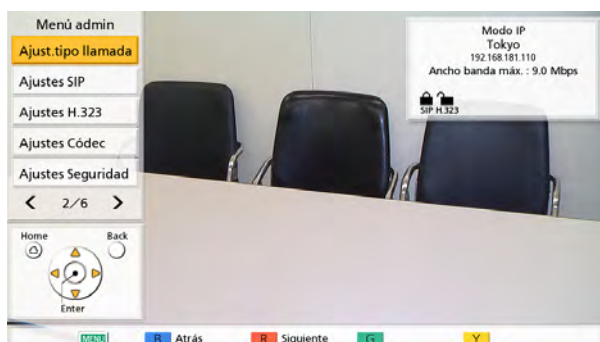 Menú admin
Ajust.tipo llamada
Ajustes SIP
Ajustes H.323
Ajustes Códec
Ajustes Seguridad
2/6
Modo IP
Tokyo
192.168.181.110
Ancho banda máx. : 9.0 Mbps
SIP H.323
Home Back
Enter
MENU B Atrás R Siguiente G Y